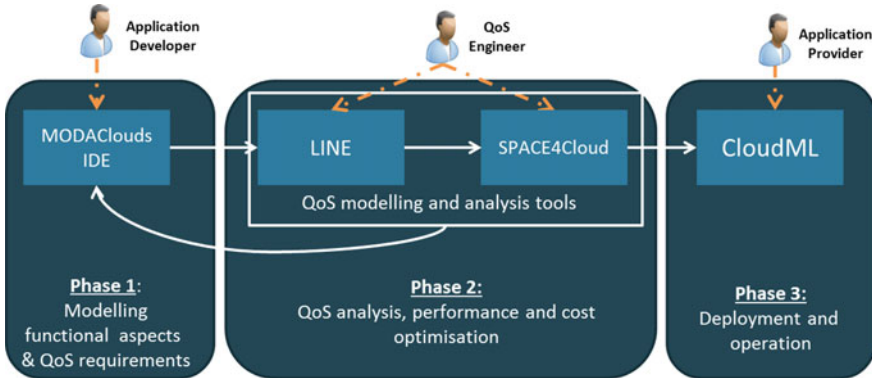 Application
Developer
QoS
Engineer
Application
Provider
MODAClouds
IDE
LINE
SPACE4Cloud
CloudML
QoS modelling and analysis tools
Phase 1:
Modelling
functional aspects
& QoS requirements
Phase 2:
QoS analysis, performance and cost
optimisation
Phase 3:
Deployment and
operation